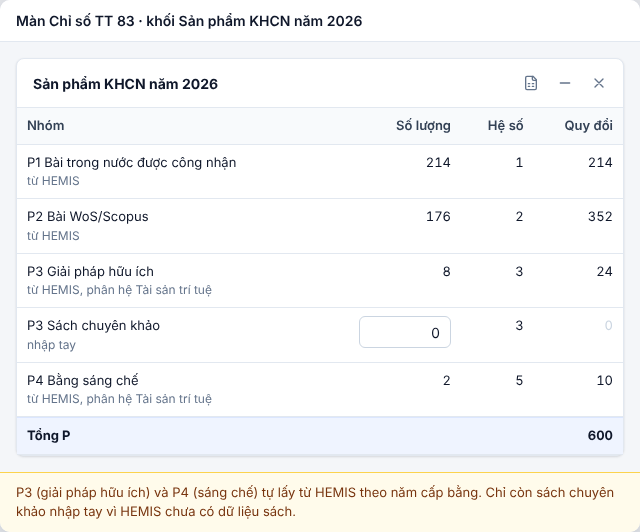 Màn Chỉ số TT 83 · khối Sản phẩm KHCN năm 2026
Sản phẩm KHCN năm 2026
Nhóm Số lượng Hệ số Quy đổi
P1 Bài trong nước được công nhận 214 1 214
từ HEMIS
P2 Bài WoS/Scopus 176 2 352
từ HEMIS
P3 Giải pháp hữu ích 8 3 24
từ HEMIS, phân hệ Tài sản trí tuệ
P3 Sách chuyên khảo 0 3 0
nhập tay
P4 Bằng sáng chế 2 5 10
từ HEMIS, phân hệ Tài sản trí tuệ
Tổng P 600
P3 (giải pháp hữu ích) và P4 (sáng chế) tự lấy từ HEMIS theo năm cấp bằng. Chỉ còn sách chuyên
khảo nhập tay vì HEMIS chưa có dữ liệu sách.